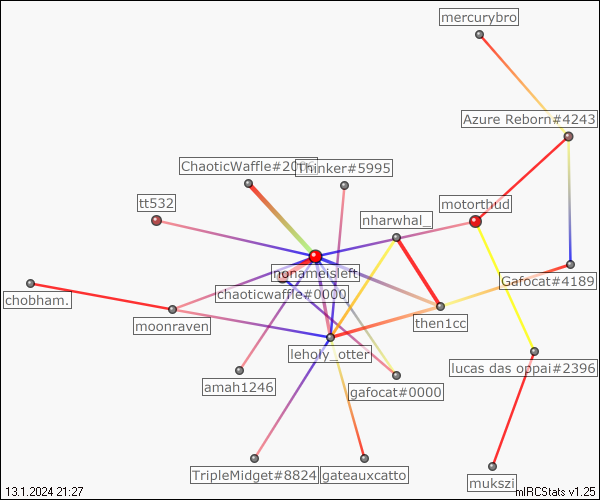 mercurybro
Azure Reborn#4243
ChaoticWaffle#20
Thinker#5995
tt532
motorthud
nharwhal_
nonameisleft
Gafocat#4189
chaoticwaffle#0000
chobham.
then1cc
moonraven
leholy_otter
lucas das oppai#2396
amah1246
gafocat#0000
TripleMidget#8824
gateauxcatto
mukszi
13.1.2024 21:27
mIRCStats v1.25